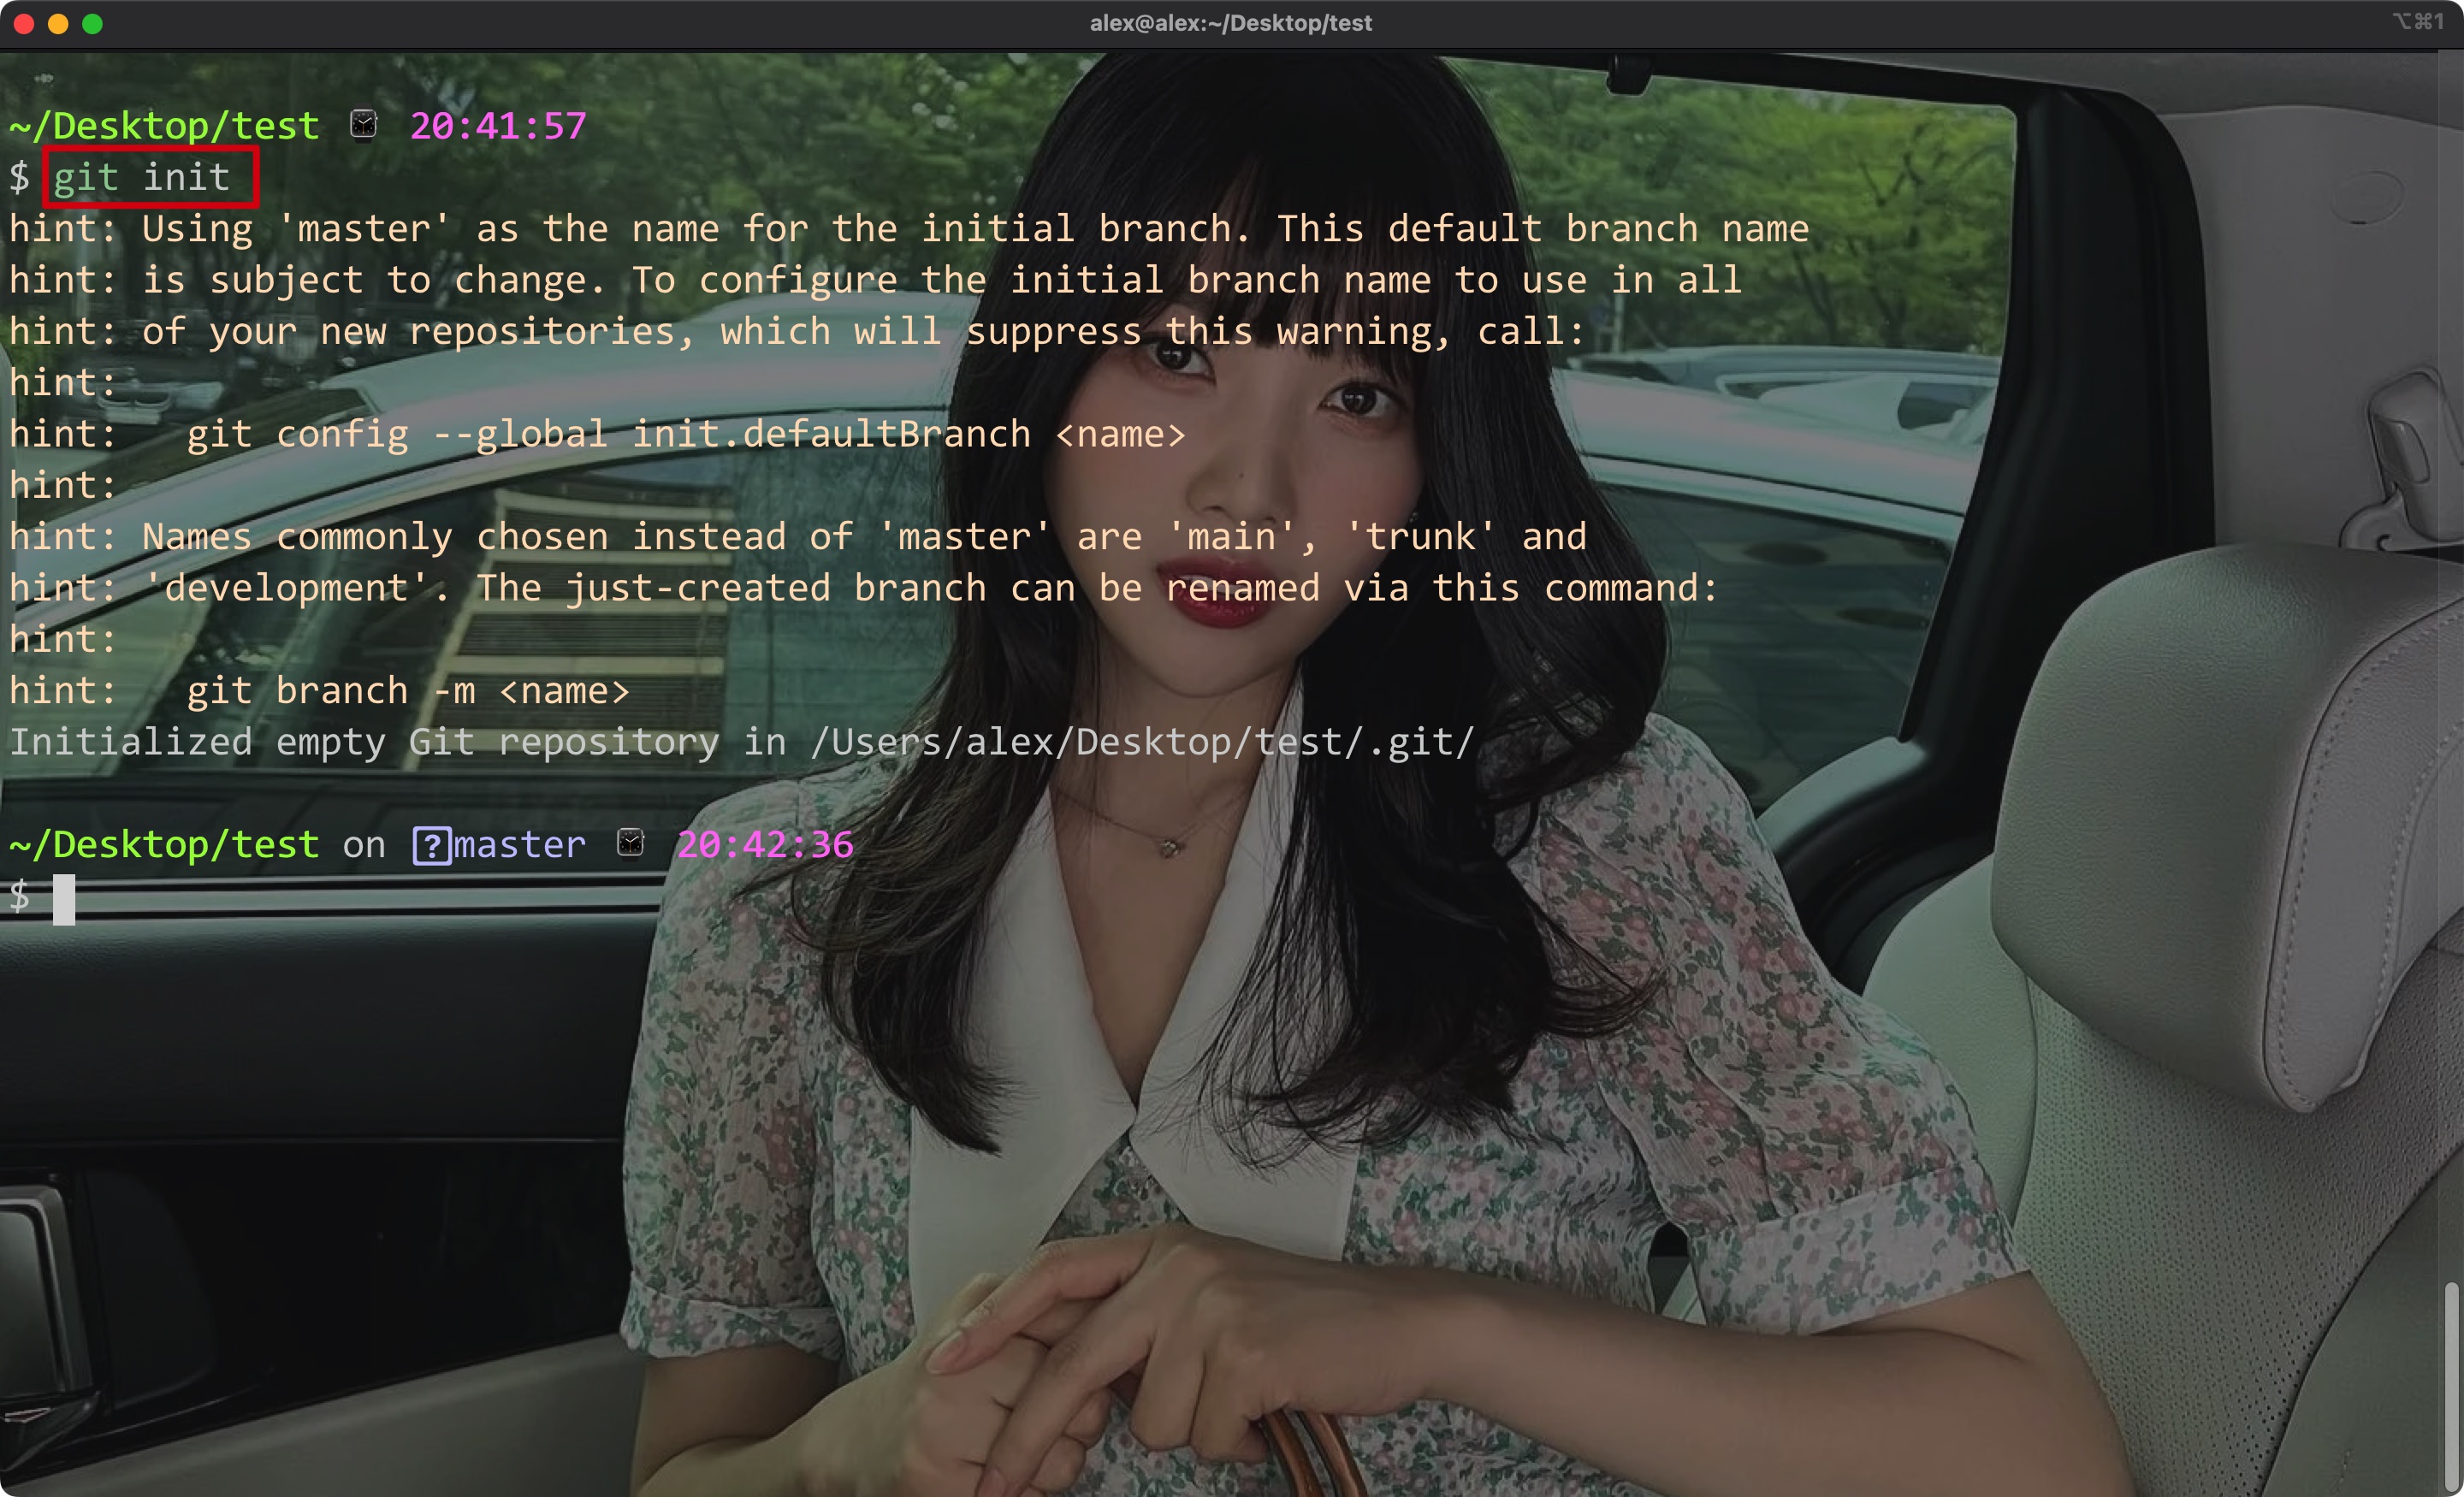 alex@alex:~/Desktop/test
⌥⌘1
~/Desktop/test ⌚ 20:41:57
$ git init
hint: Using 'master' as the name for the initial branch. This default branch name
hint: is subject to change. To configure the initial branch name to use in all
hint: of your new repositories, which will suppress this warning, call:
hint:
hint:   git config --global init.defaultBranch <name>
hint:
hint: Names commonly chosen instead of 'master' are 'main', 'trunk' and
hint: 'development'. The just-created branch can be renamed via this command:
hint:
hint:   git branch -m <name>
Initialized empty Git repository in /Users/alex/Desktop/test/.git/
~/Desktop/test on ?master ⌚ 20:42:36
$